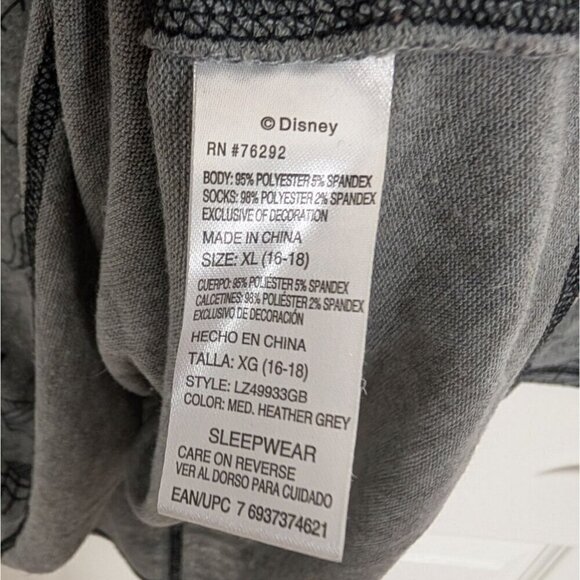 © Disney
RN #76292
BODY: 95% POLYESTER 5% SPANDEX
SOCKS: 98% POLYESTER 2% SPANDEX
EXCLUSIVE OF DECORATION
MADE IN CHINA
SIZE: XL (16-18)
CUERPO: 95% POLIÉSTER 5% SPANDEX
CALCETINES: 98% POLIÉSTER 2% SPANDEX
EXCLUSIVO DE DECORACIÓN
HECHO EN CHINA
TALLA: XG (16-18)
STYLE: LZ49933GB
COLOR: MED. HEATHER GREY
SLEEPWEAR
CARE ON REVERSE
VER AL DORSO PARA CUIDADO
EAN/UPC 7 6937374621